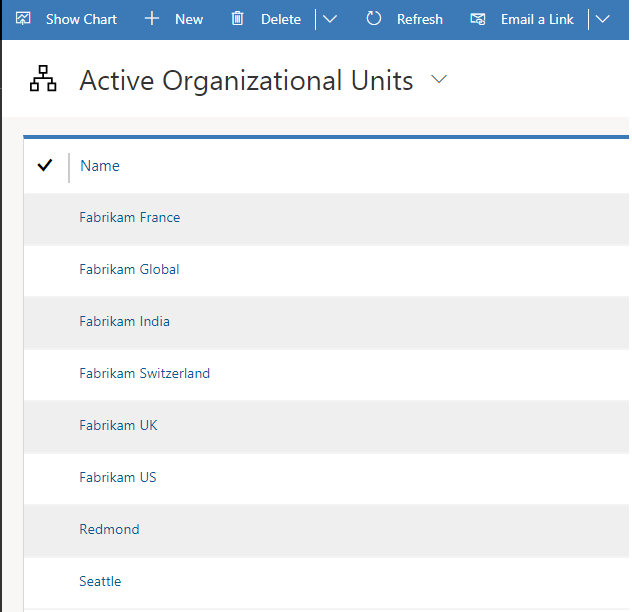 Show Chart New Delete Refresh Email a Link
Active Organizational Units
Name
Fabrikam France
Fabrikam Global
Fabrikam India
Fabrikam Switzerland
Fabrikam UK
Fabrikam US
Redmond
Seattle